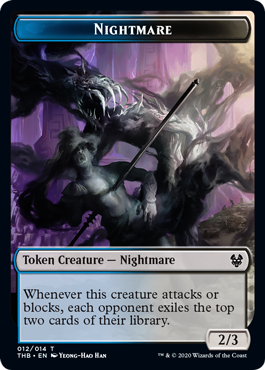 Nightmare
Token Creature — Nightmare
Whenever this creature attacks or
blocks, each opponent exiles the top
two cards of their library.
2/3
012/014 T
THB • EN Yeong-Hao Han
™ & © 2020 Wizards of the Coast